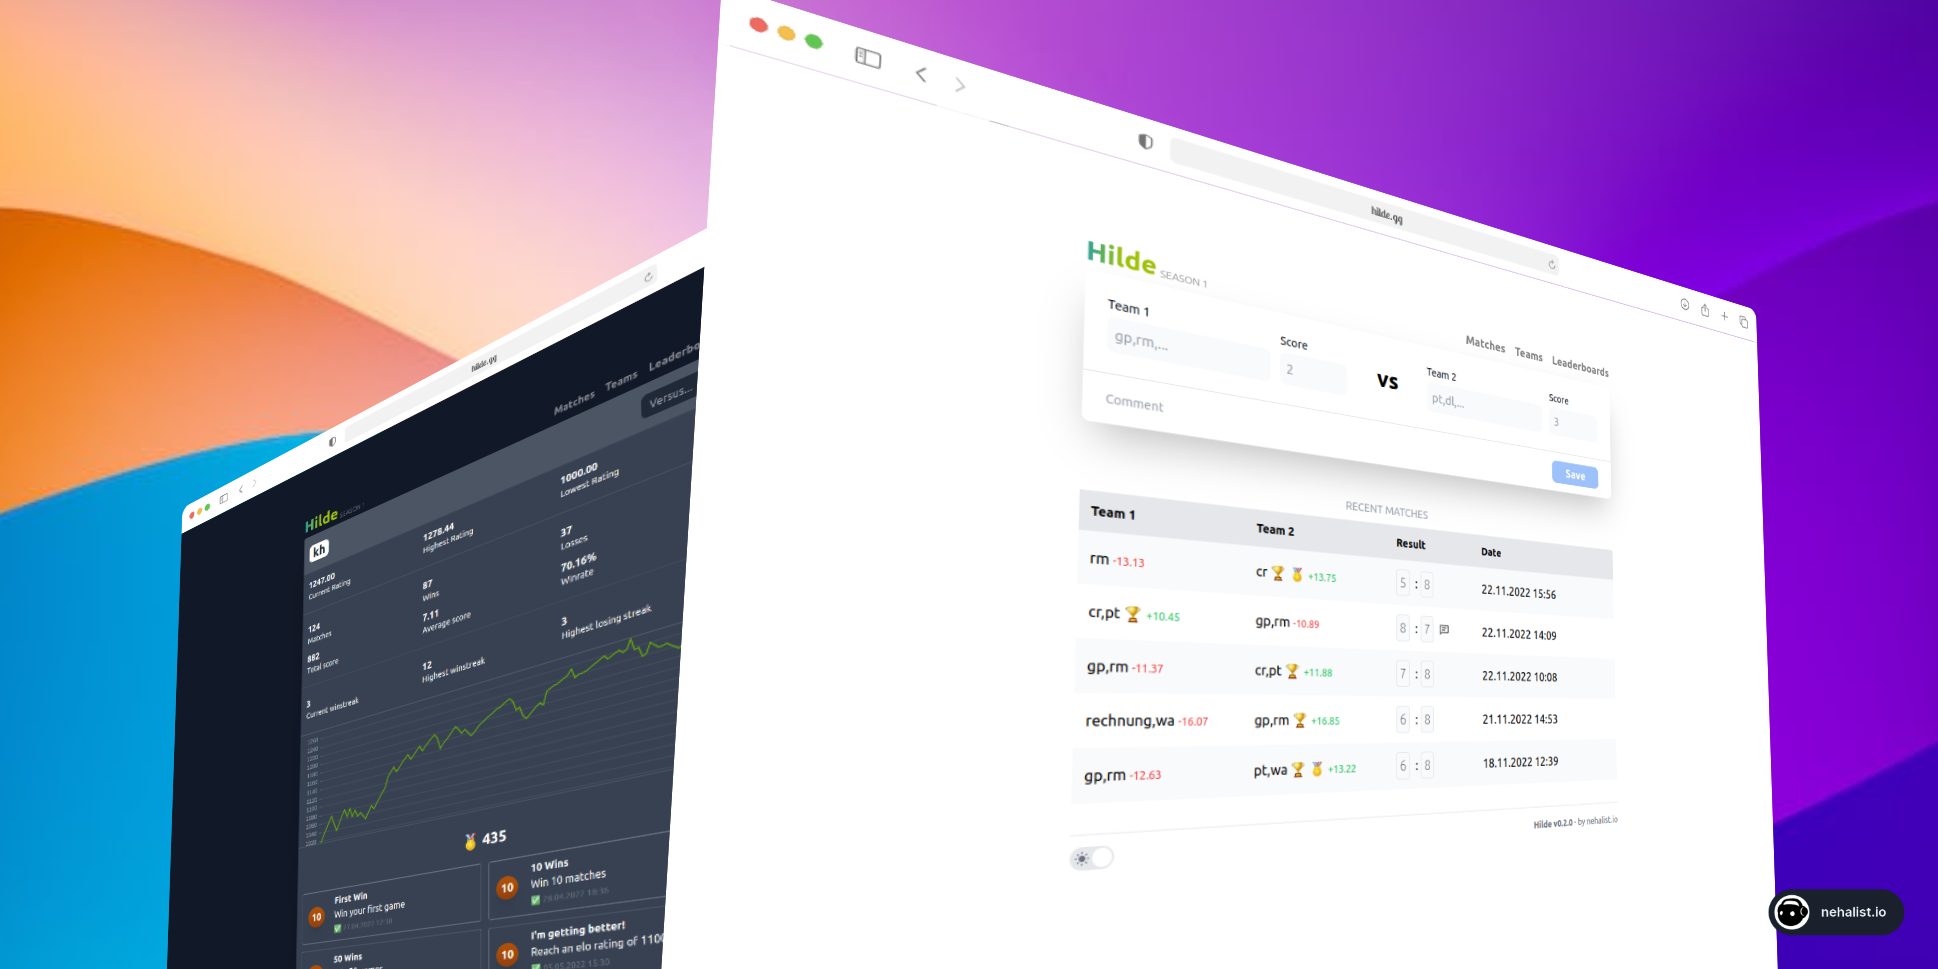 hilde.gg
Hilde SEASON 1
Matches Teams Leaderboards
Team 1
gp,rm,...
Score
2
vs
Team 2
pt,dl,...
Score
3
Comment
Save
RECENT MATCHES
Team 1 Team 2 Result Date
rm -13.13 cr 🏆 🏅 +13.75 5 : 8 22.11.2022 15:56
cr,pt 🏆 +10.45 gp,rm -10.89 8 : 7 22.11.2022 14:09
gp,rm -11.37 cr,pt 🏆 +11.88 7 : 8 22.11.2022 10:08
rechnung,wa -16.07 gp,rm 🏆 +16.85 6 : 8 21.11.2022 14:53
gp,rm -12.63 pt,wa 🏆 🏅 +13.22 6 : 8 18.11.2022 12:39
Hilde v0.2.0 - by nehalist.io
hilde.gg
Hilde SEASON 1
Matches Teams Leaderbo
Versus...
kh
1247.00
Current Rating
1278.44
Highest Rating
1000.00
Lowest Rating
124
Matches
87
Wins
37
Losses
70.16%
Winrate
882
Total score
7.11
Average score
3
Current winstreak
12
Highest winstreak
3
Highest losing streak
🏅 435
10
First Win
Win your first game
10
10 Wins
Win 10 matches
50 Wins
10
I'm getting better!
Reach an elo rating of 1100
05.05.2022 15:30
nehalist.io